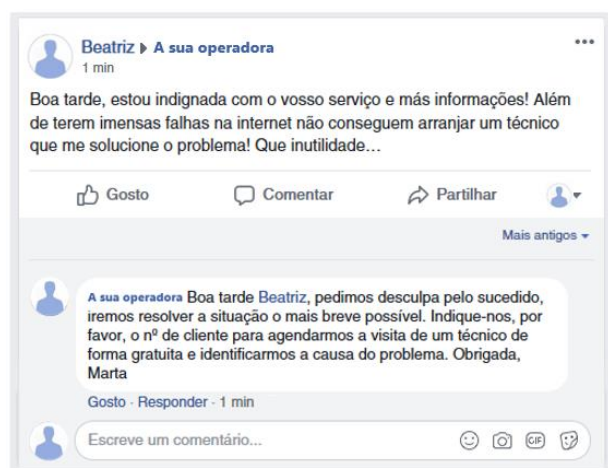 Beatriz A sua operadora
1 min
Boa tarde, estou indignada com o vosso serviço e más informações! Além
de terem imensas falhas na internet não conseguem arranjar um técnico
que me solucione o problema! Que inutilidade…
Gosto Comentar Partilhar
Mais antigos
A sua operadora Boa tarde Beatriz, pedimos desculpa pelo sucedido,
iremos resolver a situação o mais breve possível. Indique-nos, por
favor, o nº de cliente para agendarmos a visita de um técnico de
forma gratuita e identificarmos a causa do problema. Obrigada,
Marta
Gosto · Responder · 1 min
Escreve um comentário... GIF